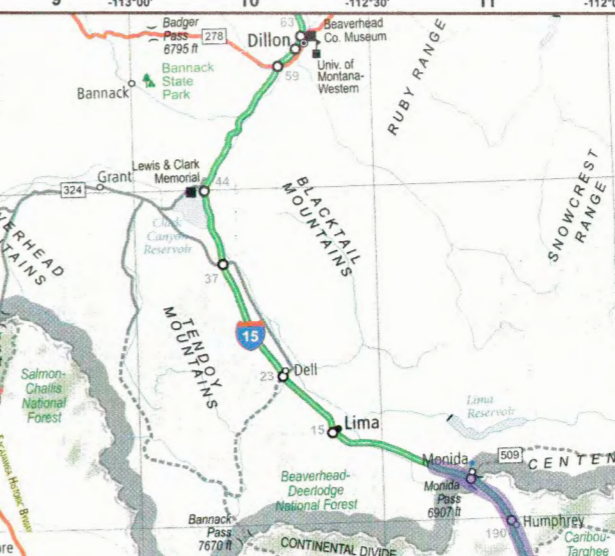 -113°00'
10
-112°30'
11
Badger
Pass
6795 ft
278
63
Dillon
Beaverhead
Co. Museum
Univ. of
Montana-
Western
59
Bannack
State
Park
Bannack
RUBY RANGE
Lewis & Clark
Memorial
44
Grant
324
Clark
Canyon
Reservoir
BLACKTAIL
MOUNTAINS
SNOWCREST
RANGE
37
TENDOY
MOUNTAINS
15
Salmon-
Challis
National
Forest
23
Dell
15
Lima
Lima
Reservoir
Monida
509
CENTEN
Monida
Pass
6907 ft
Beaverhead-
Deerlodge
National Forest
Bannack
Pass
7670 ft
CONTINENTAL DIVIDE
190
Humphrey
Caribou-
Targhee-